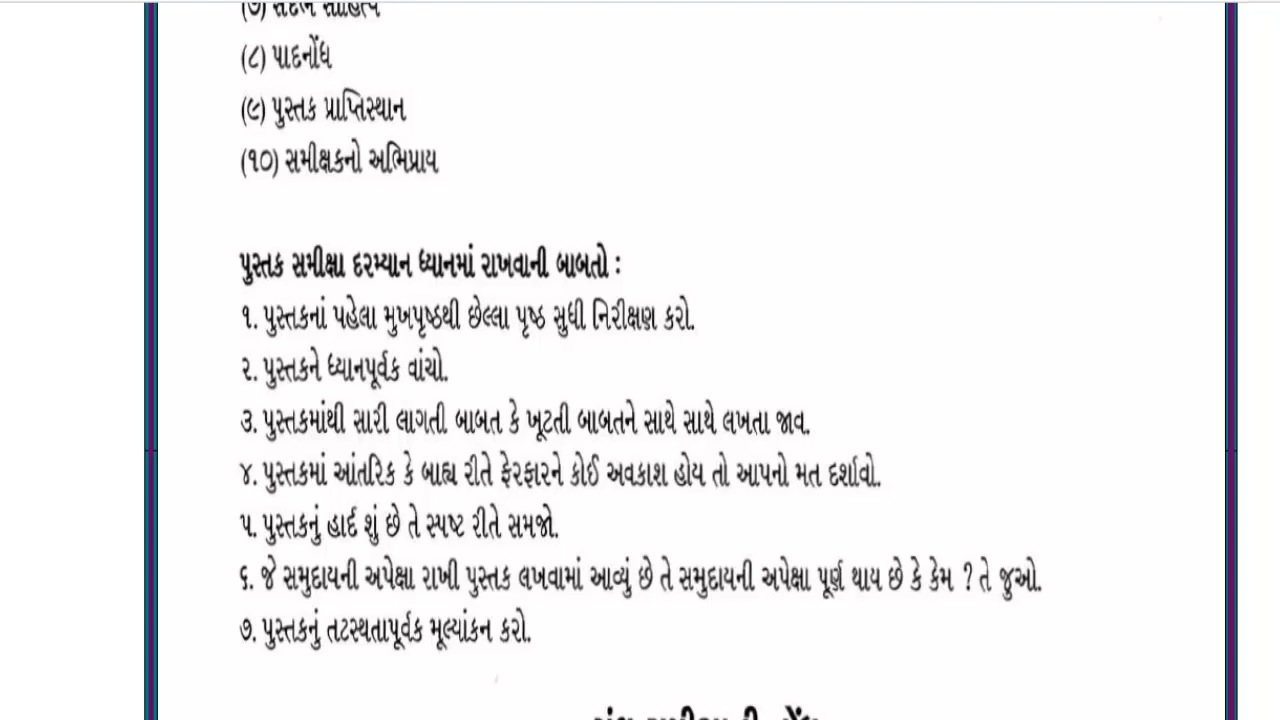 (૭) સંદર્ભ સાહિત્ય
(૮) પાદનોંધ
(૯) પુસ્તક પ્રાપ્તિસ્થાન
(૧૦) સમીક્ષકનો અભિપ્રાય
પુસ્તક સમીક્ષા દરમ્યાન ધ્યાનમાં રાખવાની બાબતો :
૧. પુસ્તકનાં પહેલા મુખપૃષ્ઠથી છેલ્લા પૃષ્ઠ સુધી નિરીક્ષણ કરો.
૨. પુસ્તકને ધ્યાનપૂર્વક વાંચો.
૩. પુસ્તકમાંથી સારી લાગતી બાબત કે ખૂટતી બાબતને સાથે સાથે લખતા જાવ.
૪. પુસ્તકમાં આંતરિક કે બાહ્ય રીતે ફેરફારને કોઈ અવકાશ હોય તો આપનો મત દર્શાવો.
૫. પુસ્તકનું હાર્દ શું છે તે સ્પષ્ટ રીતે સમજો.
૬. જે સમુદાયની અપેક્ષા રાખી પુસ્તક લખવામાં આવ્યું છે તે સમુદાયની અપેક્ષા પૂર્ણ થાય છે કે કેમ ? તે જુઓ.
૭. પુસ્તકનું તટસ્થતાપૂર્વક મૂલ્યાંકન કરો.